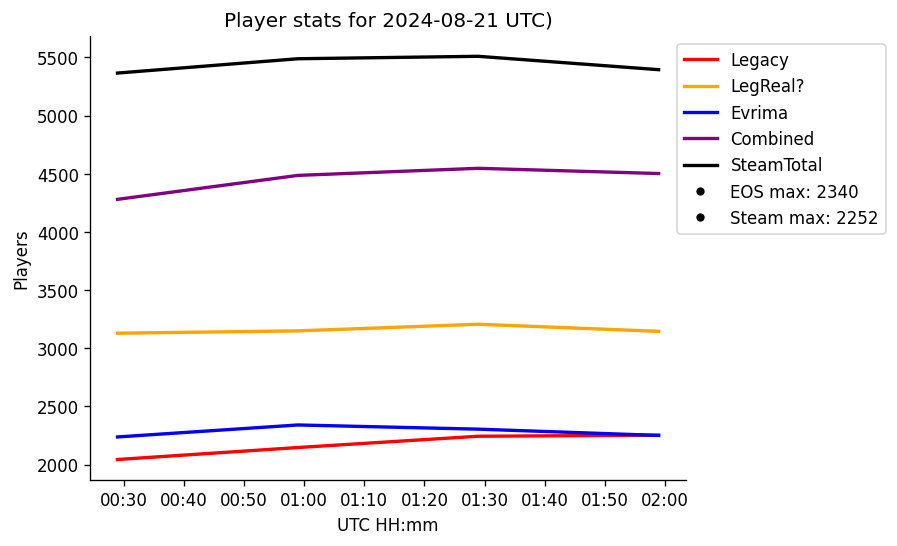 Player stats for 2024-08-21 UTC)
Players
5500
5000
4500
4000
3500
3000
2500
2000
00:30 00:40 00:50 01:00 01:10 01:20 01:30 01:40 01:50 02:00
UTC HH:mm
Legacy
LegReal?
Evrima
Combined
SteamTotal
EOS max: 2340
Steam max: 2252